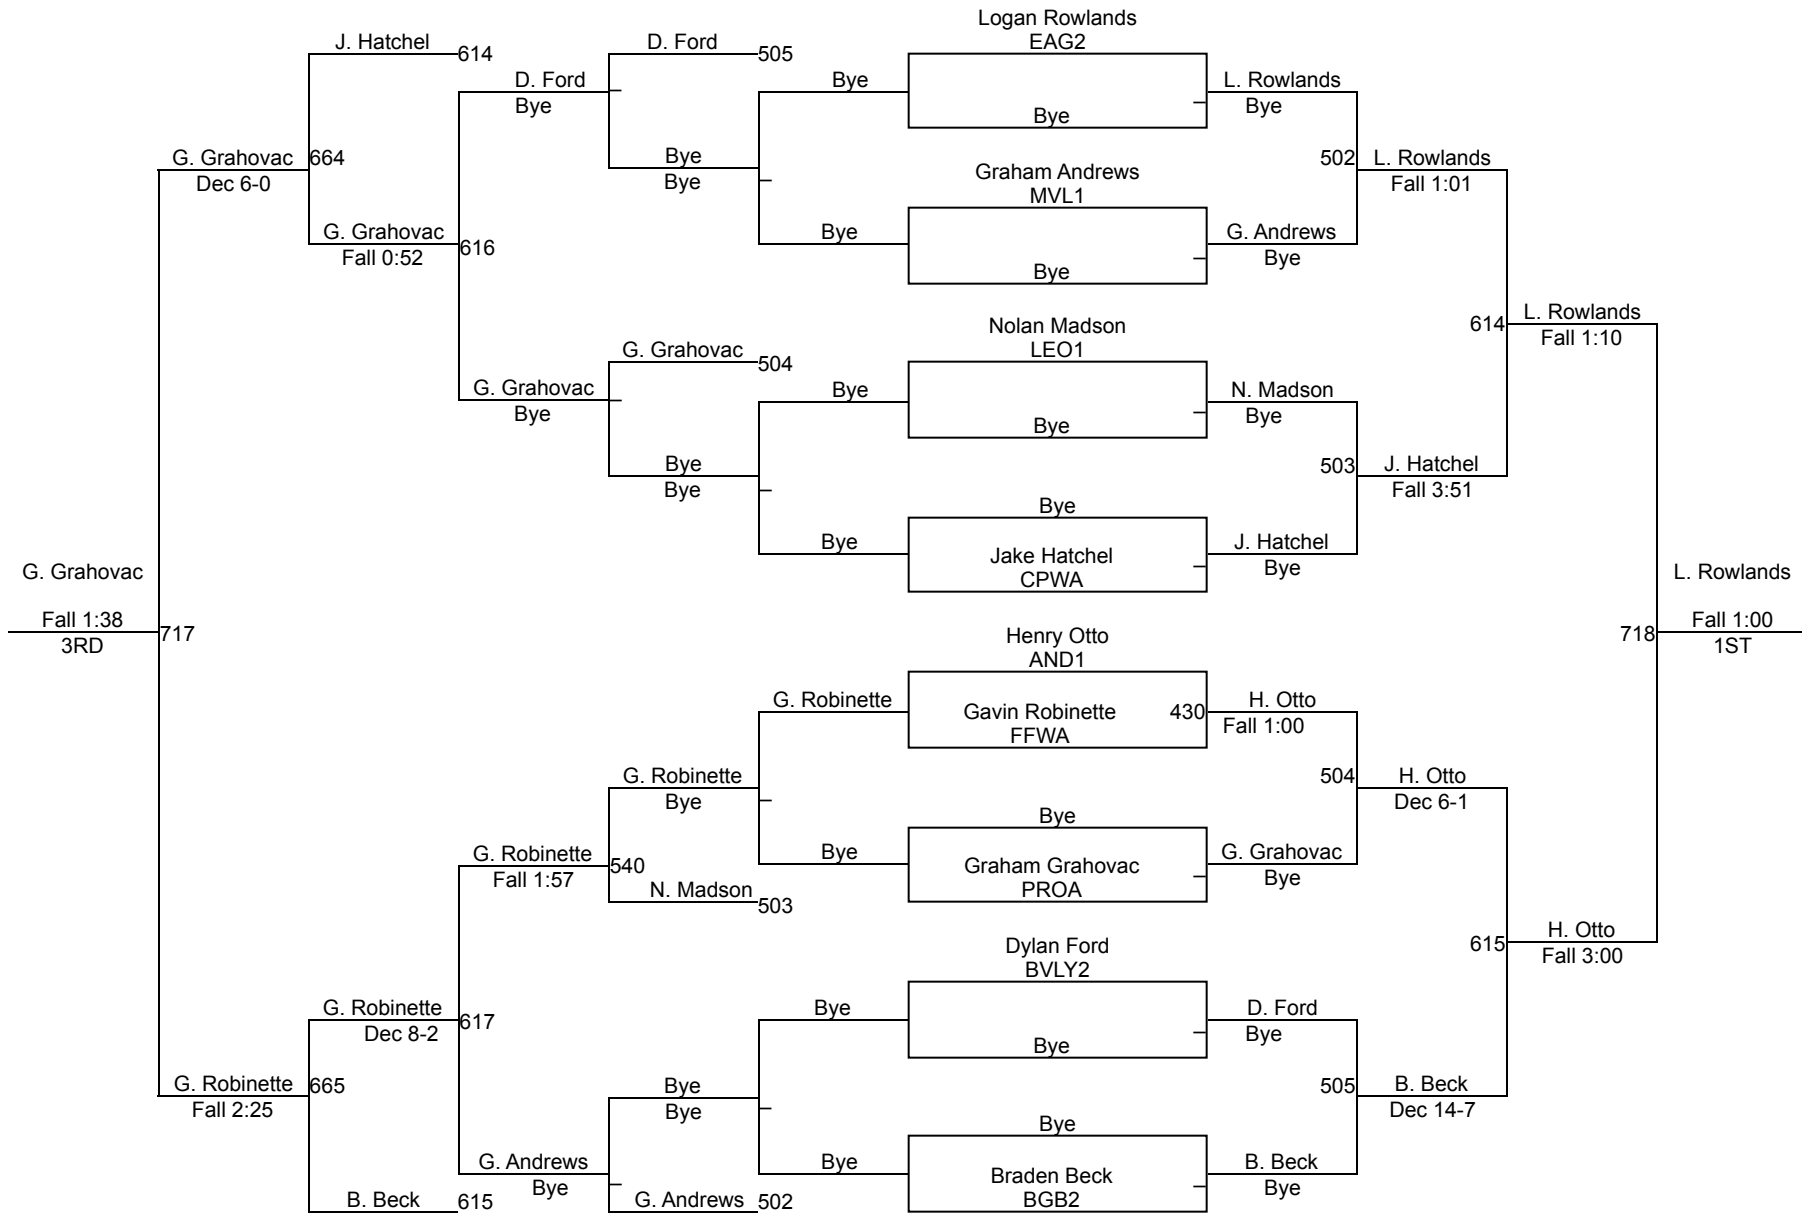 Logan Rowlands
EAG2
J. Hatchel
614
D. Ford
505
D. Ford
Bye
Bye
L. Rowlands
Bye
Bye
G. Grahovac
Dec 6-0
664
Bye
Bye
Graham Andrews
MVL1
502
L. Rowlands
Fall 1:01
G. Grahovac
Fall 0:52
616
Bye
G. Andrews
Bye
Bye
Nolan Madson
LEO1
614
L. Rowlands
Fall 1:10
G. Grahovac
504
G. Grahovac
Bye
Bye
N. Madson
Bye
Bye
Bye
Bye
503
J. Hatchel
Fall 3:51
Bye
Bye
Jake Hatchel
CPWA
J. Hatchel
Bye
G. Grahovac
Fall 1:38
3RD
717
L. Rowlands
718
Fall 1:00
1ST
Henry Otto
AND1
G. Robinette
Gavin Robinette
FFWA
430
H. Otto
Fall 1:00
G. Robinette
Bye
504
H. Otto
Dec 6-1
Bye
G. Robinette
Fall 1:57
540
Bye
Graham Grahovac
PROA
G. Grahovac
Bye
N. Madson
503
Dylan Ford
BVLY2
615
H. Otto
Fall 3:00
G. Robinette
Dec 8-2
617
Bye
D. Ford
Bye
Bye
G. Robinette
Fall 2:25
665
Bye
Bye
505
B. Beck
Dec 14-7
Bye
G. Andrews
Bye
Bye
Braden Beck
BGB2
B. Beck
Bye
B. Beck
615
G. Andrews
502